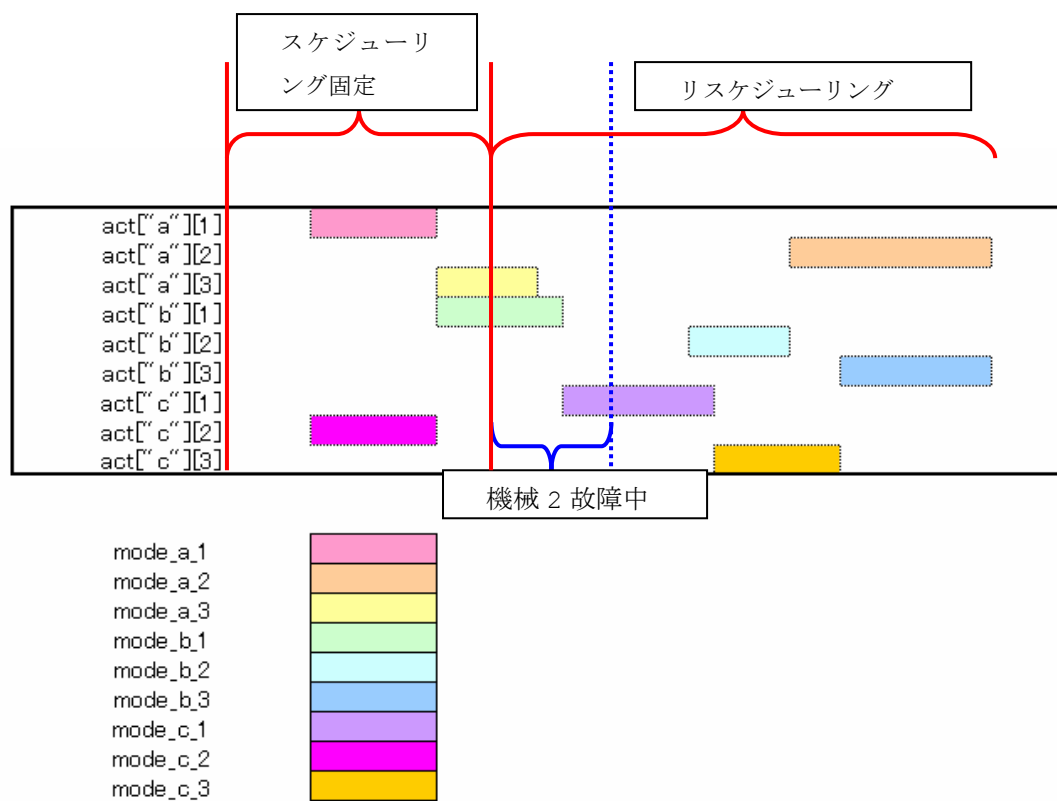 スケジューリ
ング固定
リスケジューリング
act["a"][1]
act["a"][2]
act["a"][3]
act["b"][1]
act["b"][2]
act["b"][3]
act["c"][1]
act["c"][2]
act["c"][3]
機械 2 故障中
mode_a_1
mode_a_2
mode_a_3
mode_b_1
mode_b_2
mode_b_3
mode_c_1
mode_c_2
mode_c_3